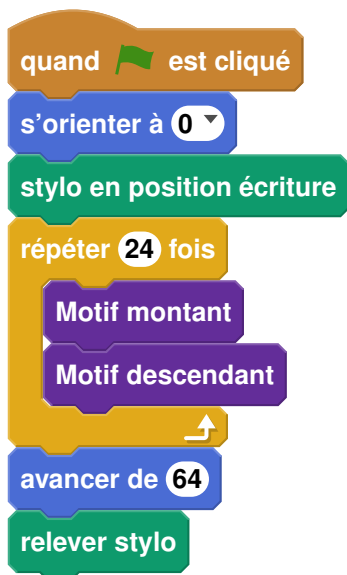 quand est cliqué
s'orienter à 0
stylo en position écriture
répéter 24 fois
Motif montant
Motif descendant
avancer de 64
relever stylo